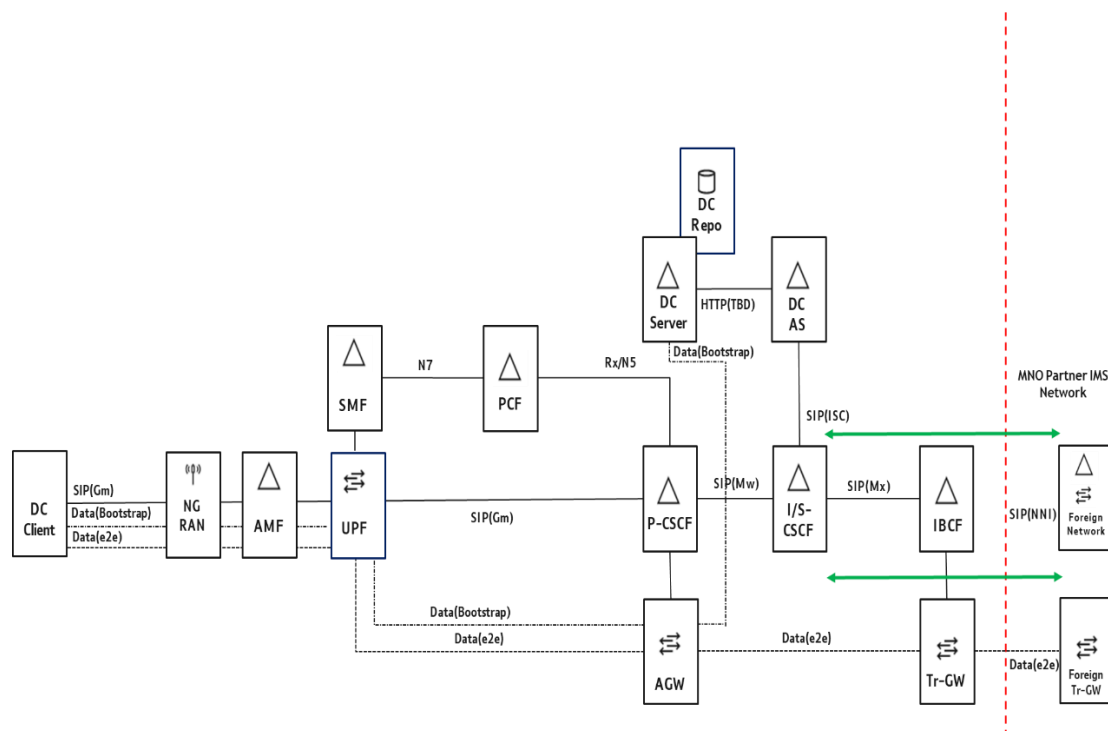 DC
Repo
DC
Server
HTTP(TBD)
DC
AS
Data(Bootstrap)
N7
Rx/N5
SMF
PCF
MNO Partner IMS
Network
SIP(ISC)
SIP(Gm)
Data(Bootstrap)
Data(e2e)
DC
Client
NG
RAN
AMF
UPF
SIP(Gm)
P-CSCF
SIP(Mw)
I/S-
CSCF
SIP(Mx)
IBCF
SIP(NNI)
Foreign
Network
Data(Bootstrap)
Data(e2e)
AGW
Data(e2e)
Tr-GW
Data(e2e)
Foreign
Tr-GW